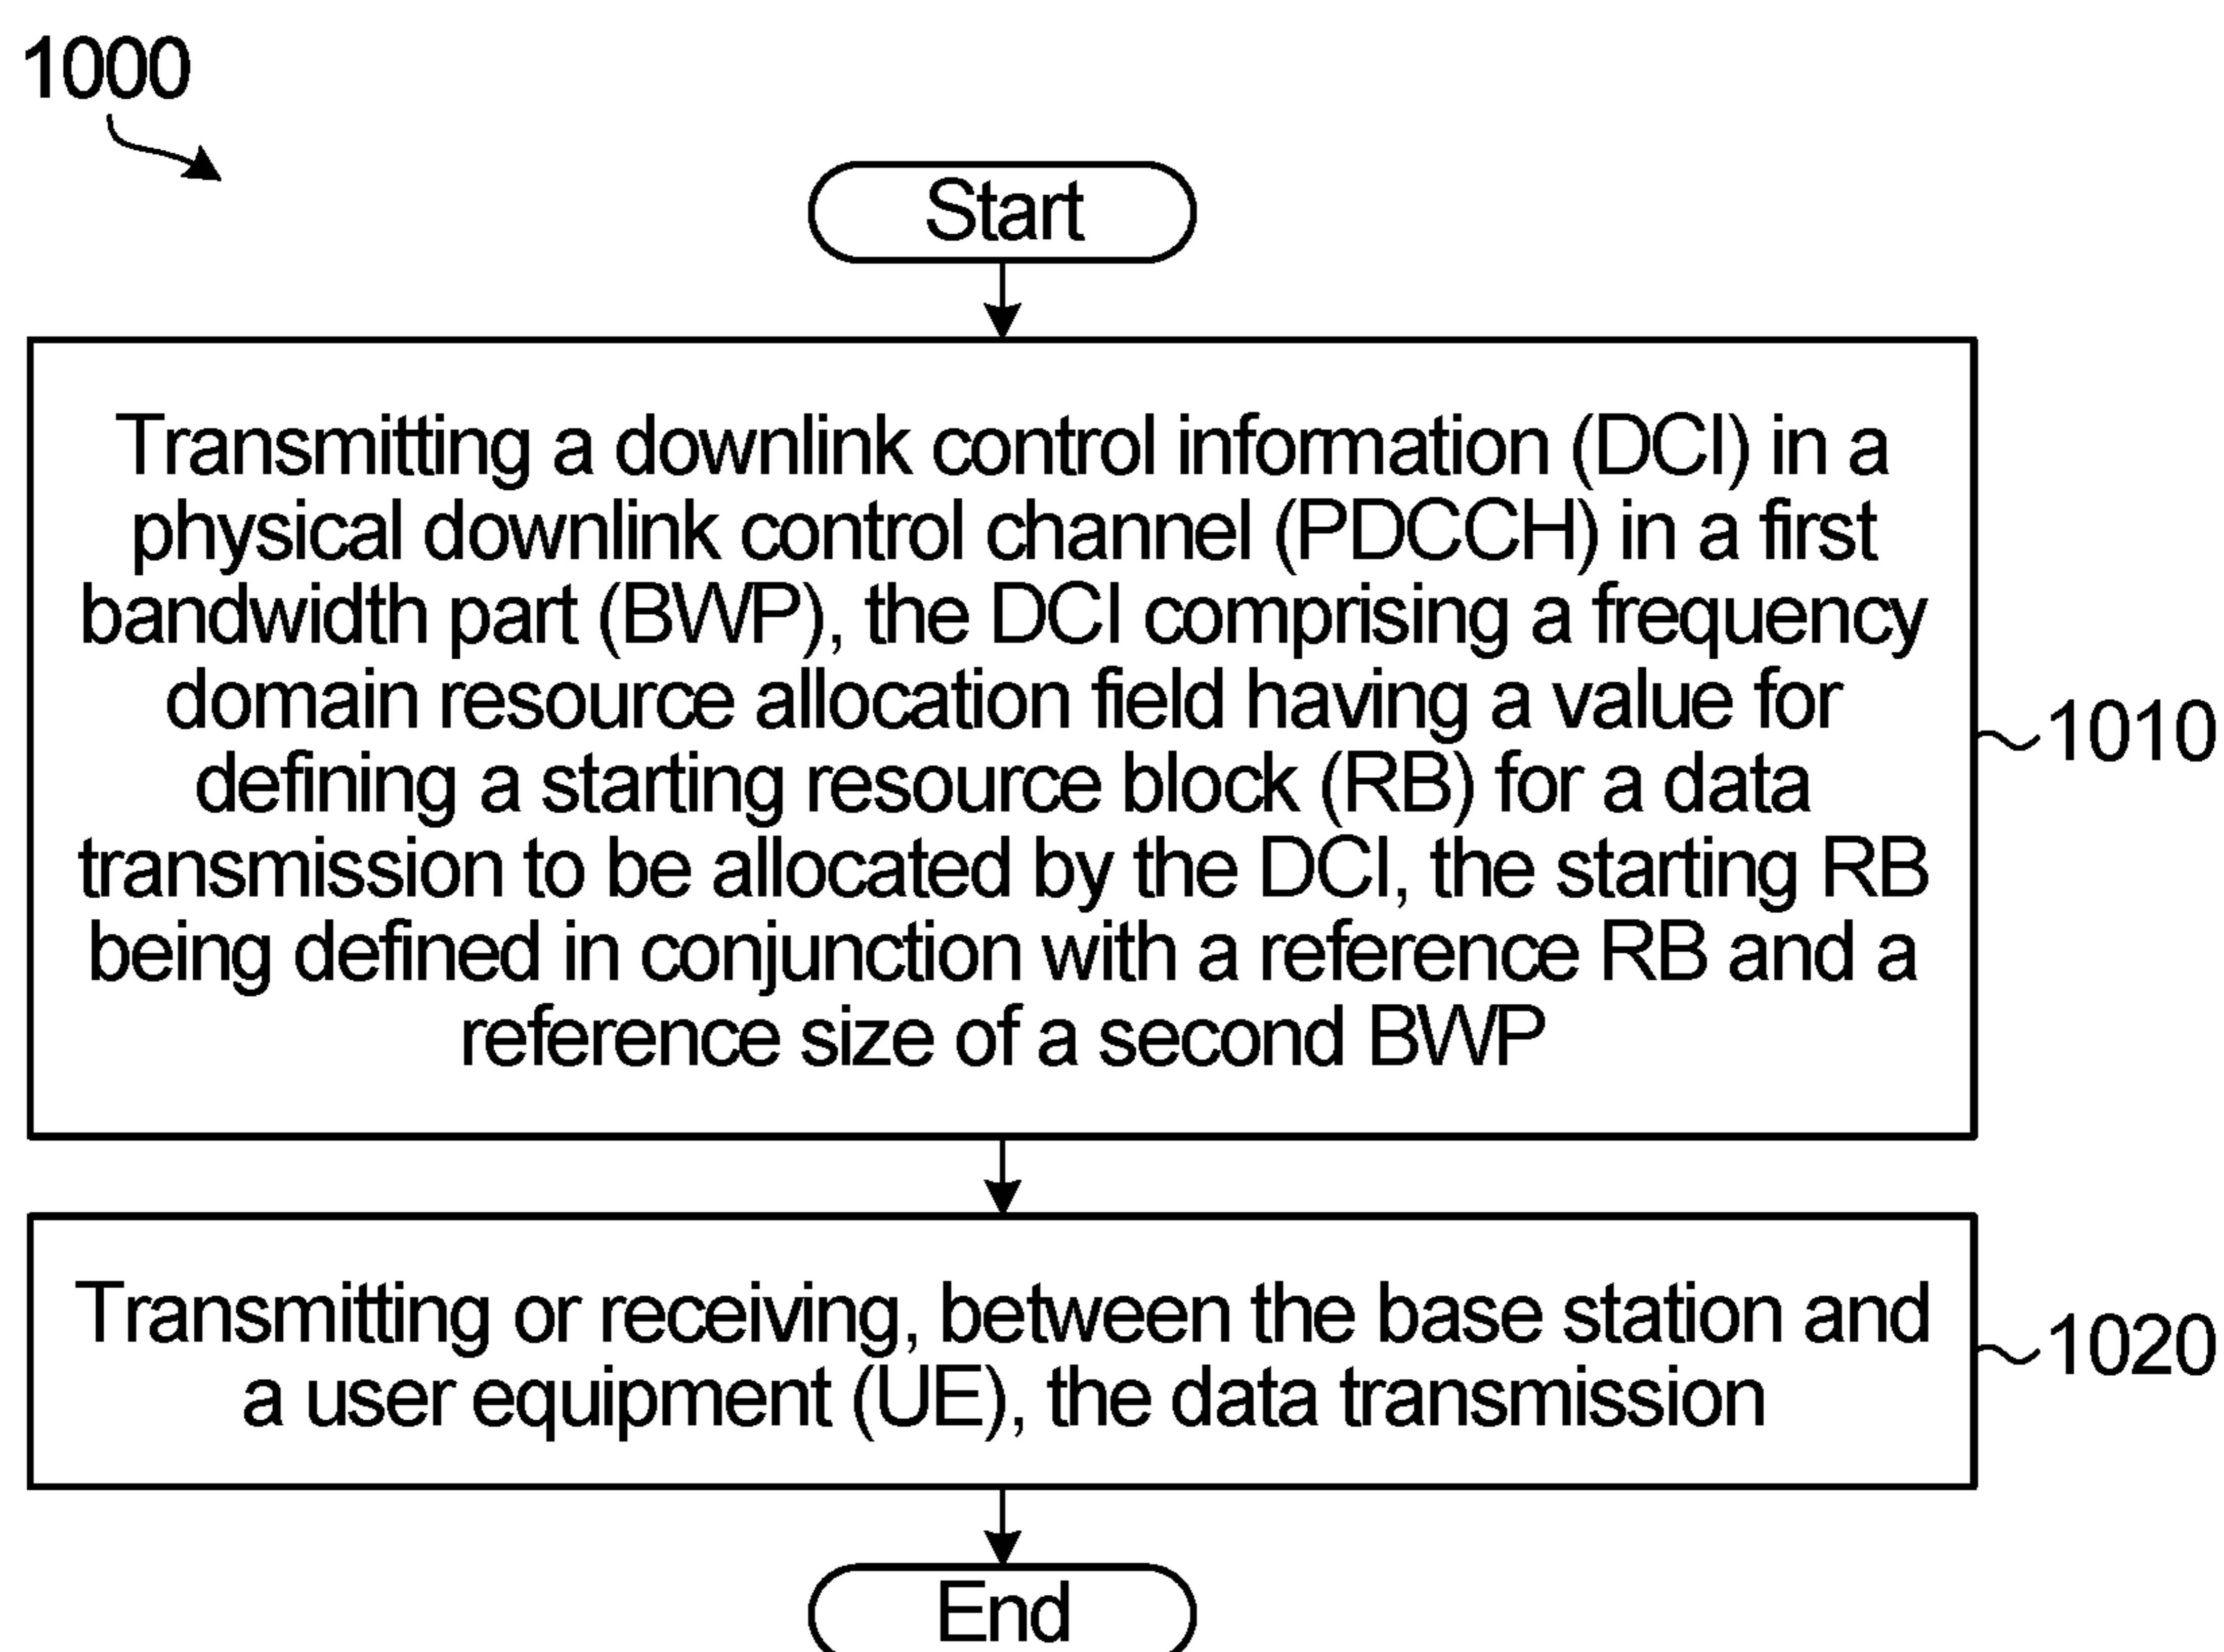 1000
Start
Transmitting a downlink control information (DCI) in a
physical downlink control channel (PDCCH) in a first
bandwidth part (BWP), the DCI comprising a frequency
domain resource allocation field having a value for
defining a starting resource block (RB) for a data
transmission to be allocated by the DCI, the starting RB
being defined in conjunction with a reference RB and a
reference size of a second BWP
1010
Transmitting or receiving, between the base station and
a user equipment (UE), the data transmission
1020
End